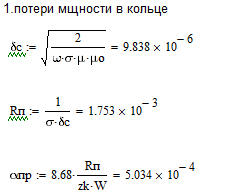 1.потери мщности в кольце
δc := √(2/(ω·σ·μ·μo)) = 9.838 × 10^-6
Rп := 1/(σ·δc) = 1.753 × 10^-3
αпр := 8.68·Rп/(zk·W) = 5.034 × 10^-4